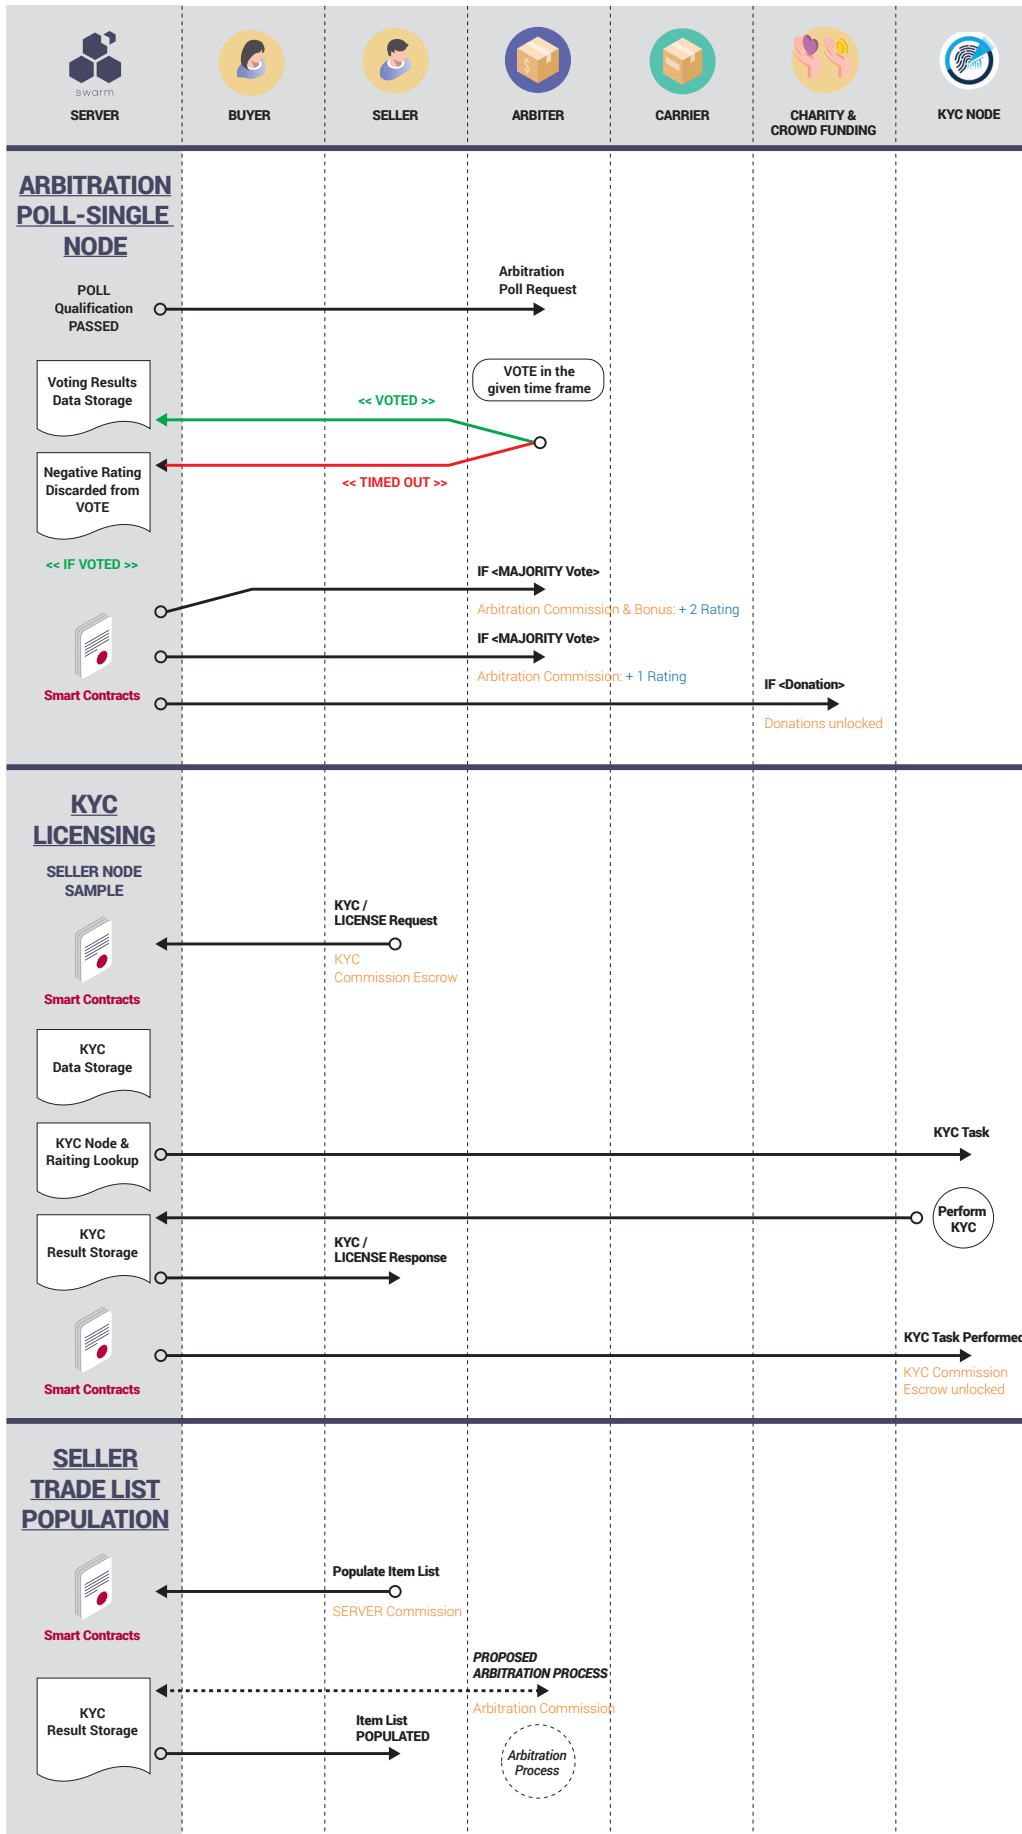 swarm
SERVER
BUYER
SELLER
ARBITER
CARRIER
CHARITY &
CROWD FUNDING
KYC NODE
ARBITRATION
POLL-SINGLE
NODE
POLL
Qualification
PASSED
Arbitration
Poll Request
Voting Results
Data Storage
VOTE in the
given time frame
<< VOTED >>
Negative Rating
Discarded from
VOTE
<< TIMED OUT >>
<< IF VOTED >>
IF <MAJORITY Vote>
Arbitration Commission & Bonus: + 2 Rating
IF <MAJORITY Vote>
Arbitration Commission: + 1 Rating
Smart Contracts
IF <Donation>
Donations unlocked
KYC
LICENSING
SELLER NODE
SAMPLE
KYC /
LICENSE Request
KYC
Commission Escrow
Smart Contracts
KYC
Data Storage
KYC Node &
Raiting Lookup
KYC Task
Perform
KYC
KYC
Result Storage
KYC /
LICENSE Response
KYC Task Performed
KYC Commission
Escrow unlocked
Smart Contracts
SELLER
TRADE LIST
POPULATION
Populate Item List
SERVER Commission
Smart Contracts
PROPOSED
ARBITRATION PROCESS
Arbitration Commission
KYC
Result Storage
Item List
POPULATED
Arbitration
Process